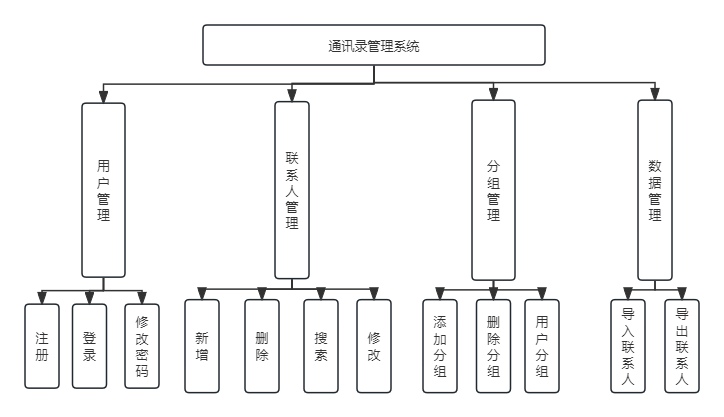 通讯录管理系统
用户管理
联系人管理
分组管理
数据管理
注册
登录
修改密码
新增
删除
搜素
修改
添加分组
删除分组
用户分组
导入联系人
导出联系人